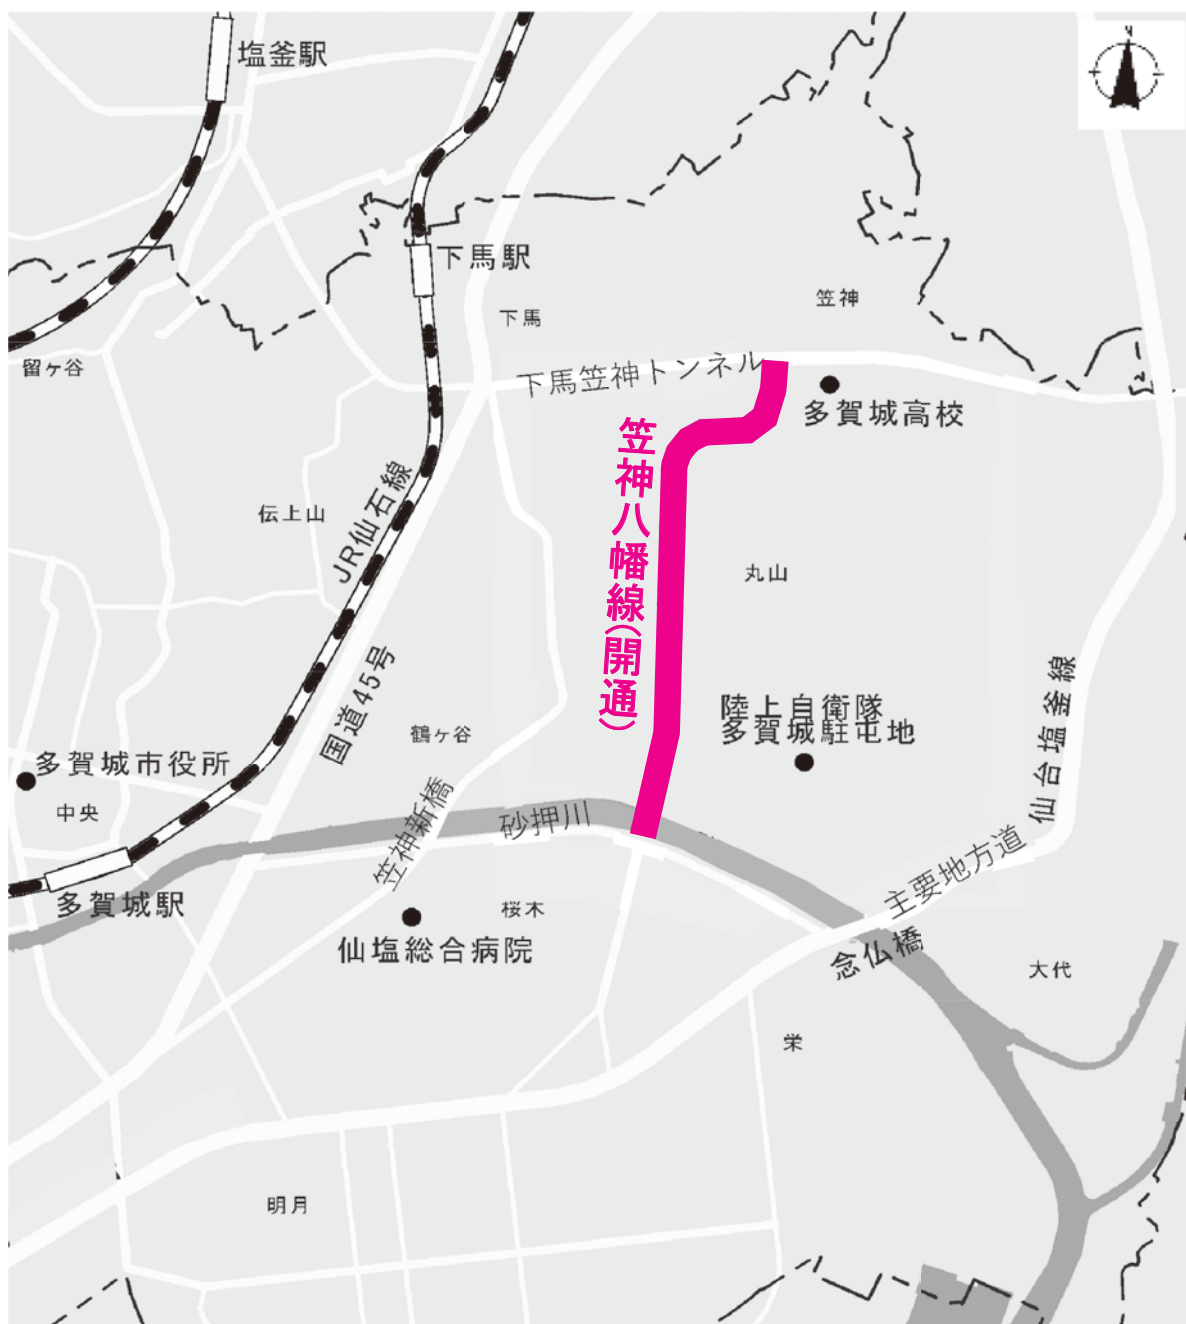 塩釜駅
N
下馬駅
笠神
下馬
留ヶ谷
下馬笠神トンネル
多賀城高校
笠神八幡線(開通)
JR仙石線
伝上山
丸山
国道45号
陸上自衛隊
多賀城駐屯地
仙台塩釜線
鶴ヶ谷
多賀城市役所
中央
笠神新橋
砂押川
主要地方道
多賀城駅
桜木
仙塩総合病院
念仏橋
大代
栄
明月